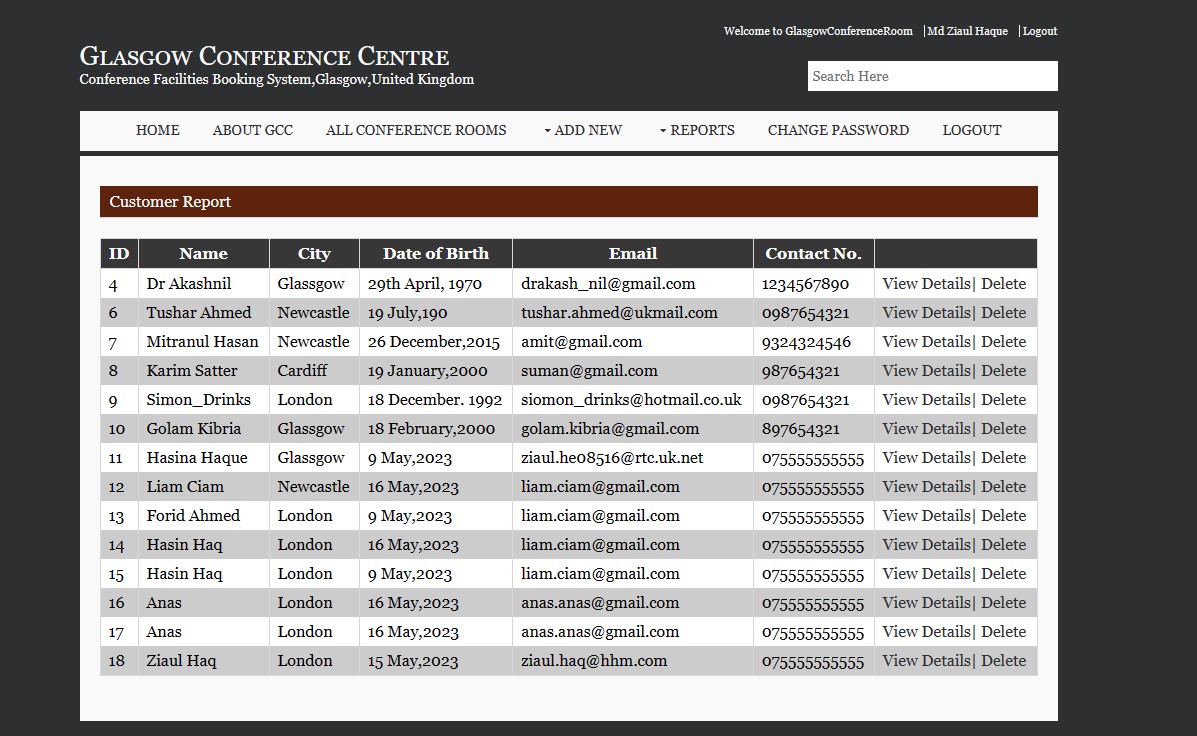 Welcome to GlasgowConferenceRoom | Md Ziaul Haque | Logout
Glasgow Conference Centre
Conference Facilities Booking System,Glasgow,United Kingdom
Search Here
HOME ABOUT GCC ALL CONFERENCE ROOMS ADD NEW REPORTS CHANGE PASSWORD LOGOUT
Customer Report
ID Name City Date of Birth Email Contact No.
4 Dr Akashnil Glassgow 29th April, 1970 drakash_nil@gmail.com 1234567890 View Details| Delete
6 Tushar Ahmed Newcastle 19 July,190 tushar.ahmed@ukmail.com 0987654321 View Details| Delete
7 Mitranul Hasan Newcastle 26 December,2015 amit@gmail.com 9324324546 View Details| Delete
8 Karim Satter Cardiff 19 January,2000 suman@gmail.com 987654321 View Details| Delete
9 Simon_Drinks London 18 December. 1992 siomon_drinks@hotmail.co.uk 0987654321 View Details| Delete
10 Golam Kibria Glassgow 18 February,2000 golam.kibria@gmail.com 897654321 View Details| Delete
11 Hasina Haque Glassgow 9 May,2023 ziaul.he08516@rtc.uk.net 075555555555 View Details| Delete
12 Liam Ciam Newcastle 16 May,2023 liam.ciam@gmail.com 075555555555 View Details| Delete
13 Forid Ahmed London 9 May,2023 liam.ciam@gmail.com 075555555555 View Details| Delete
14 Hasin Haq London 16 May,2023 liam.ciam@gmail.com 075555555555 View Details| Delete
15 Hasin Haq London 9 May,2023 liam.ciam@gmail.com 075555555555 View Details| Delete
16 Anas London 16 May,2023 anas.anas@gmail.com 075555555555 View Details| Delete
17 Anas London 16 May,2023 anas.anas@gmail.com 075555555555 View Details| Delete
18 Ziaul Haq London 15 May,2023 ziaul.haq@hhm.com 075555555555 View Details| Delete